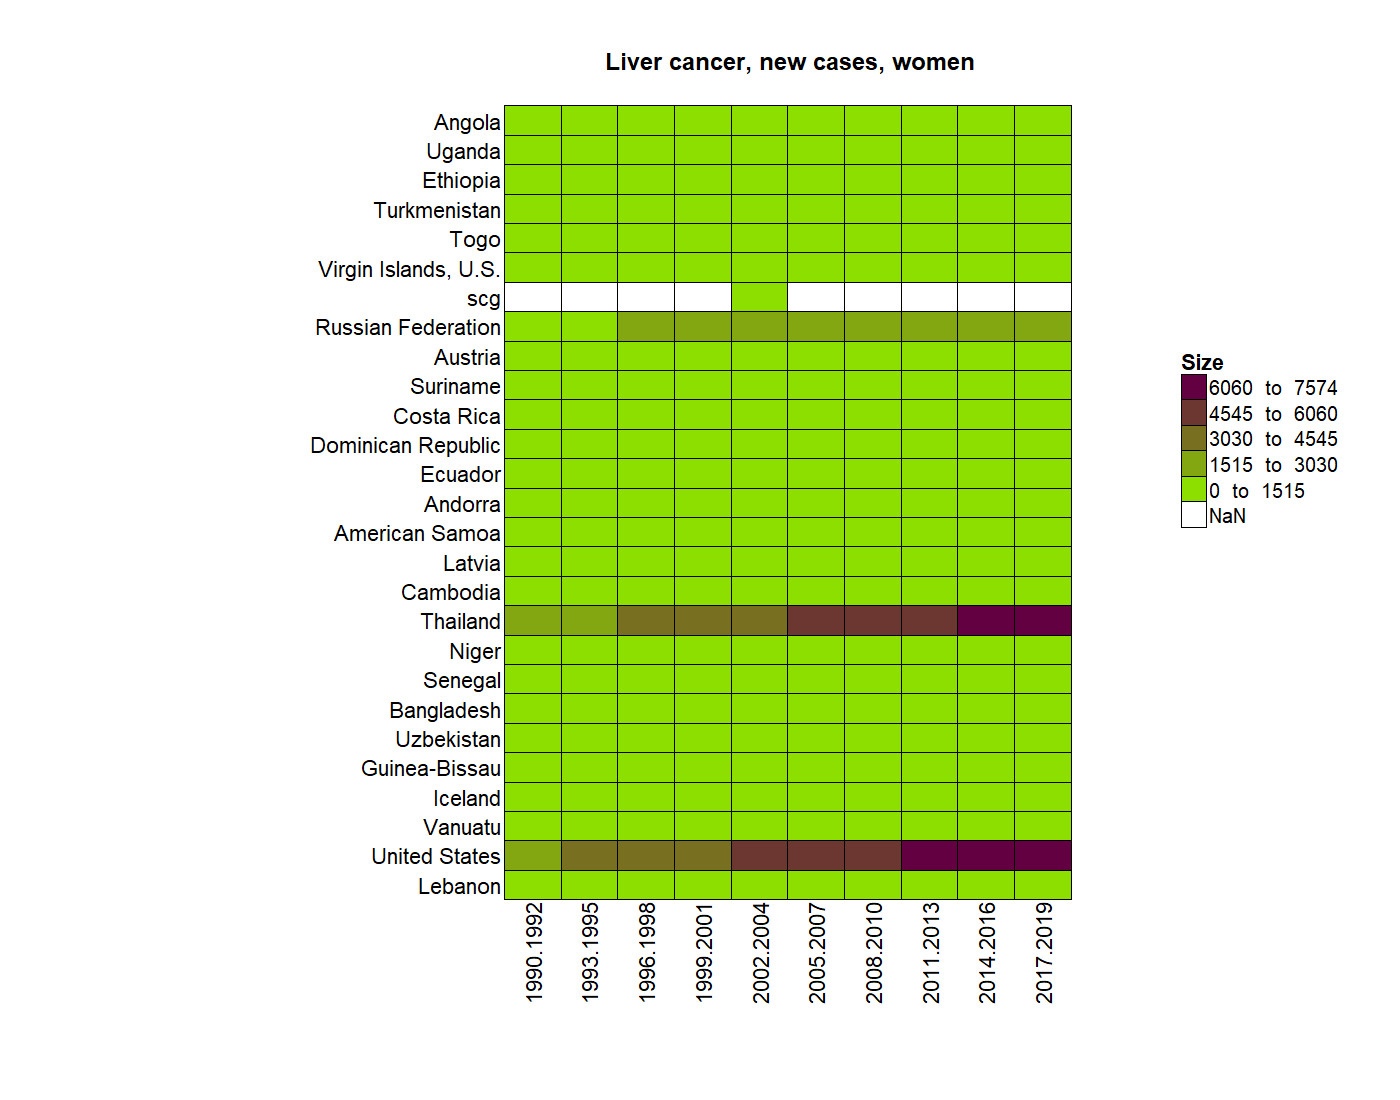 Liver cancer, new cases, women
Angola
Uganda
Ethiopia
Turkmenistan
Togo
Virgin Islands, U.S.
scg
Russian Federation
Austria
Suriname
Costa Rica
Dominican Republic
Ecuador
Andorra
American Samoa
Latvia
Cambodia
Thailand
Niger
Senegal
Bangladesh
Uzbekistan
Guinea-Bissau
Iceland
Vanuatu
United States
Lebanon
1990.1992
1993.1995
1996.1998
1999.2001
2002.2004
2005.2007
2008.2010
2011.2013
2014.2016
2017.2019
Size
6060 to 7574
4545 to 6060
3030 to 4545
1515 to 3030
0 to 1515
NaN